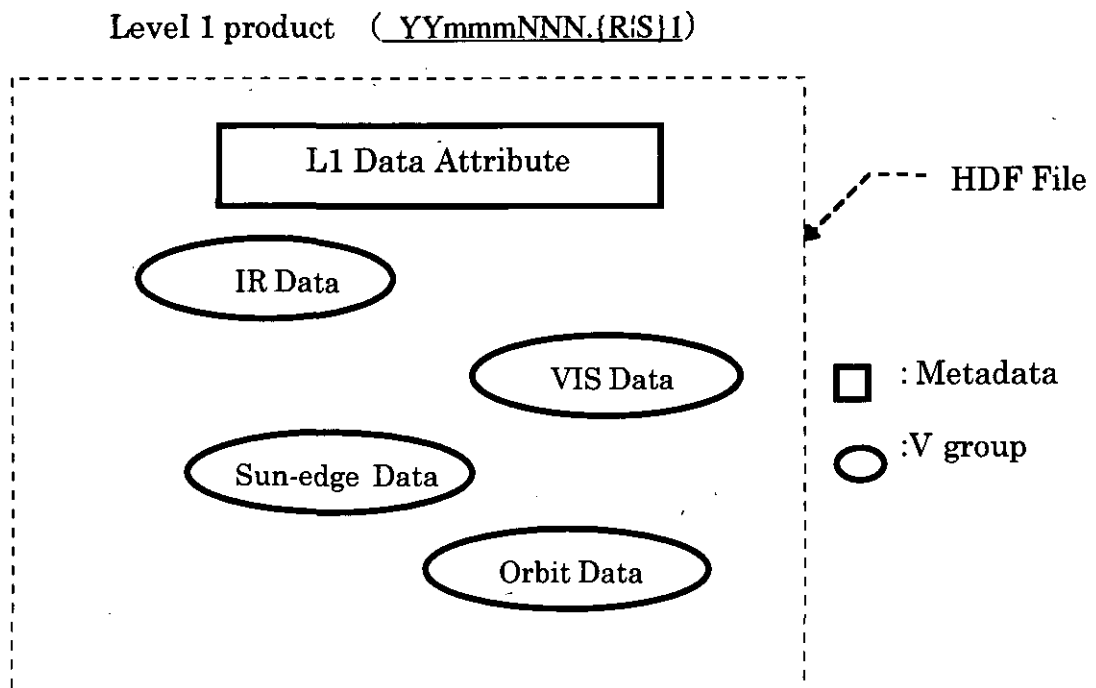 Level 1 product ( YYmmmNNN.{R|S}1)
L1 Data Attribute
HDF File
IR Data
VIS Data
: Metadata
Sun-edge Data
:V group
Orbit Data